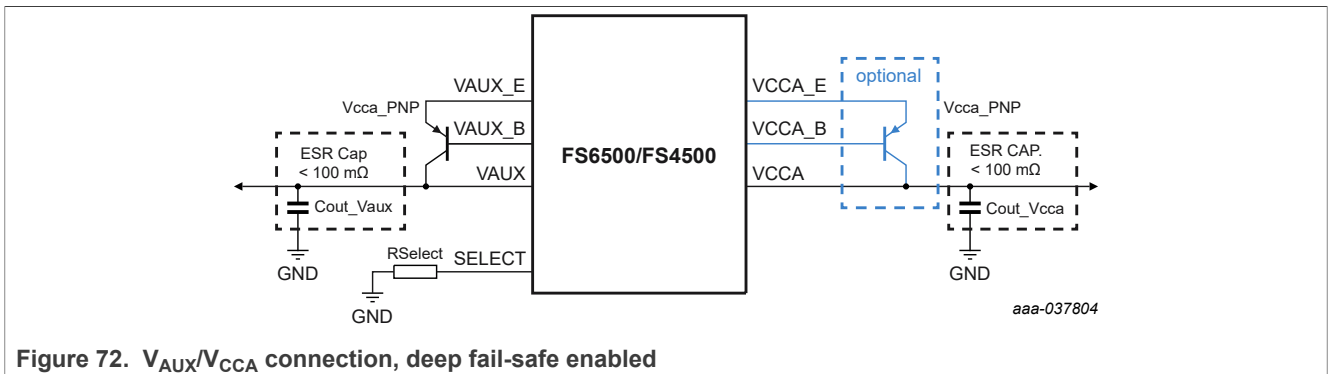 VAUX_E
Vcca_PNP
VAUX_B
ESR Cap
< 100 mΩ
VAUX
Cout_Vaux
GND
RSelect
SELECT
GND
FS6500/FS4500
VCCA_E
optional
Vcca_PNP
VCCA_B
ESR CAP.
< 100 mΩ
VCCA
Cout_Vcca
GND
aaa-037804
Figure 72. VAUX/VCCA connection, deep fail-safe enabled